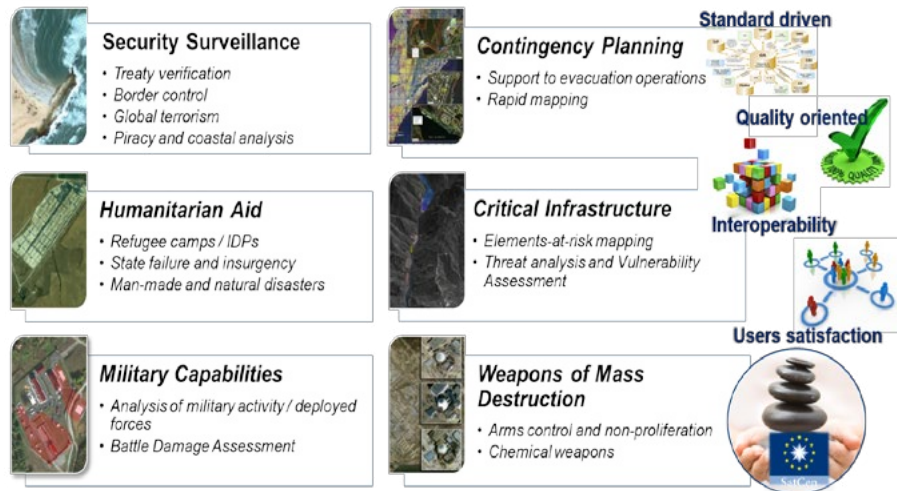 Security Surveillance
• Treaty verification
• Border control
• Global terrorism
• Piracy and coastal analysis
Contingency Planning
• Support to evacuation operations
• Rapid mapping
Humanitarian Aid
• Refugee camps / IDPs
• State failure and insurgency
• Man-made and natural disasters
Critical Infrastructure
• Elements-at-risk mapping
• Threat analysis and Vulnerability
Assessment
Military Capabilities
• Analysis of military activity / deployed
forces
• Battle Damage Assessment
Weapons of Mass
Destruction
• Arms control and non-proliferation
• Chemical weapons
Standard driven
Quality oriented
100% QUALITY
Interoperability
Users satisfaction
SatCen